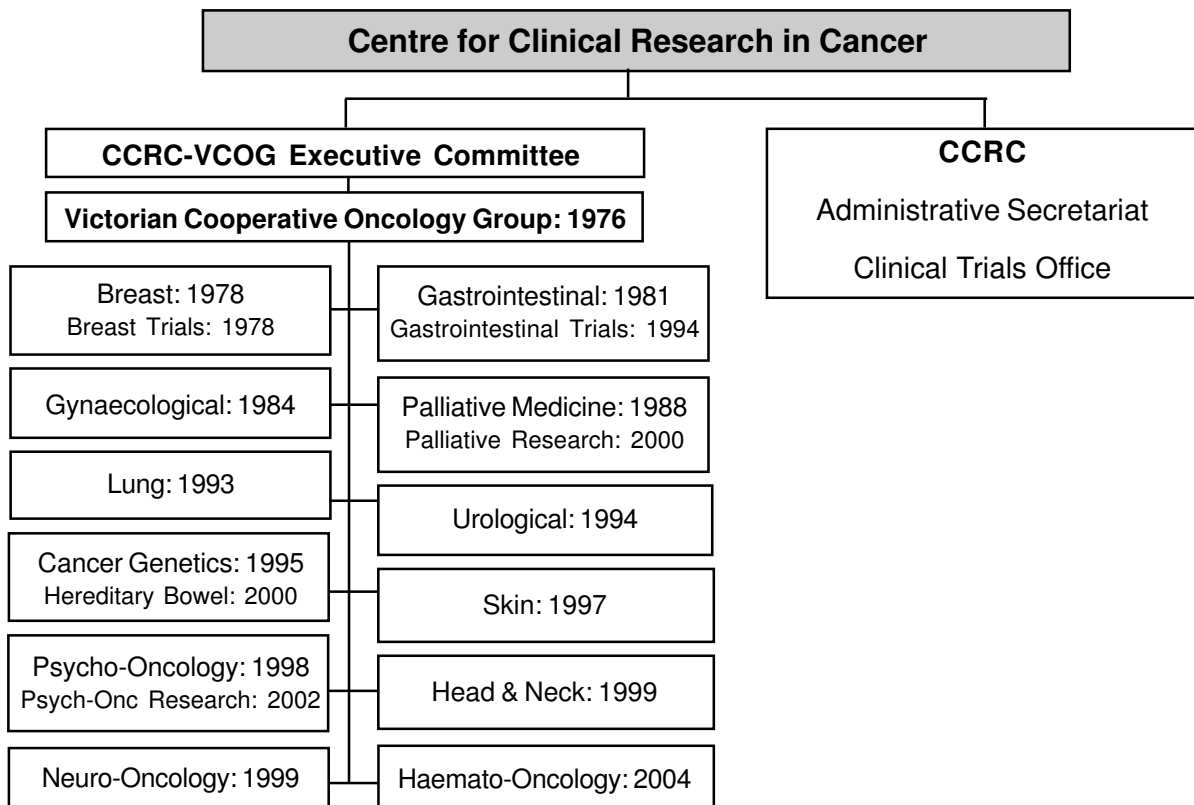 Centre for Clinical Research in Cancer
CCRC-VCOG Executive Committee
Victorian Cooperative Oncology Group: 1976
CCRC
Administrative Secretariat
Clinical Trials Office
Breast: 1978
Breast Trials: 1978
Gastrointestinal: 1981
Gastrointestinal Trials: 1994
Gynaecological: 1984
Palliative Medicine: 1988
Palliative Research: 2000
Lung: 1993
Urological: 1994
Cancer Genetics: 1995
Hereditary Bowel: 2000
Skin: 1997
Psycho-Oncology: 1998
Psych-Onc Research: 2002
Head & Neck: 1999
Neuro-Oncology: 1999
Haemato-Oncology: 2004